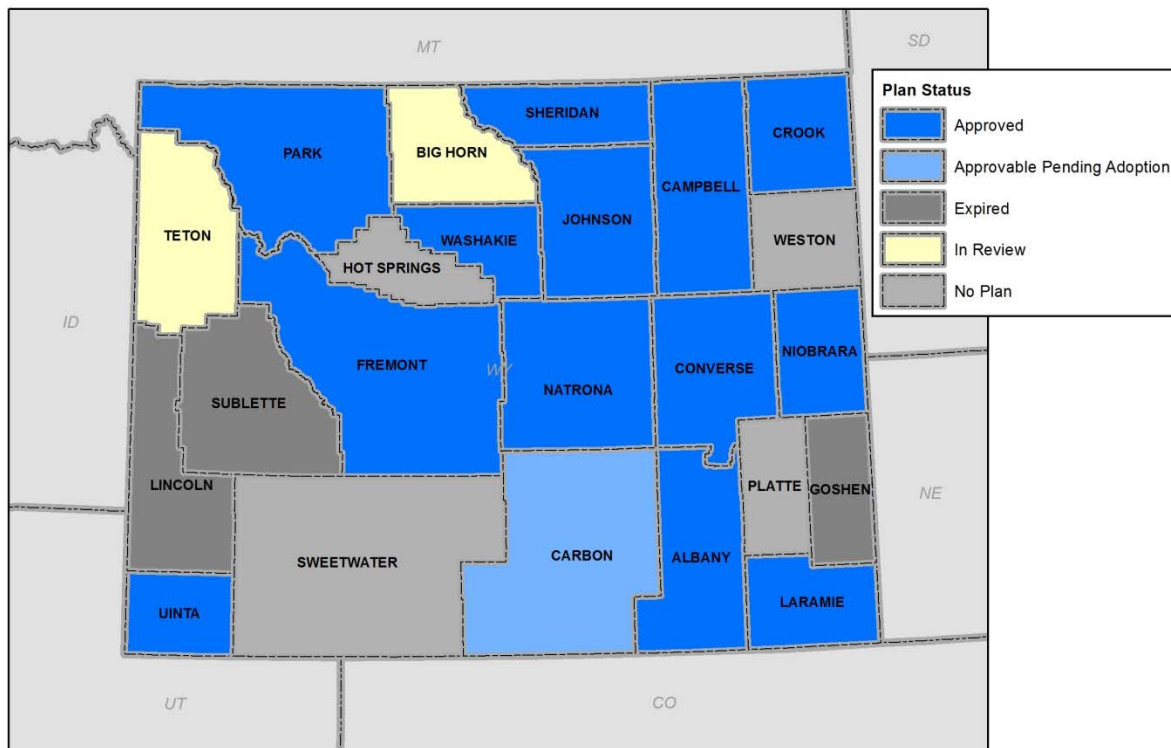 MT
SD
Plan Status
Approved
Approvable Pending Adoption
Expired
In Review
No Plan
SHERIDAN
CROOK
PARK
BIG HORN
CAMPBELL
JOHNSON
TETON
WASHAKIE
WESTON
HOT SPRINGS
ID
NIOBRARA
FREMONT
WY
CONVERSE
NATRONA
SUBLETTE
LINCOLN
PLATTE
GOSHEN
NE
SWEETWATER
CARBON
ALBANY
UINTA
LARAMIE
UT
CO